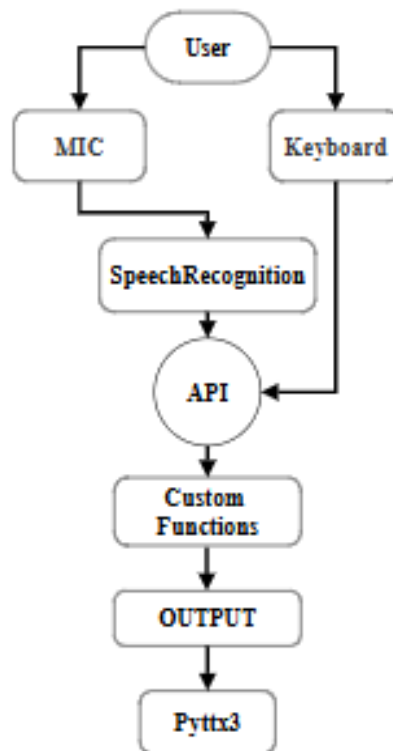 User
MIC
Keyboard
SpeechRecognition
API
Custom
Functions
OUTPUT
Pyttx3